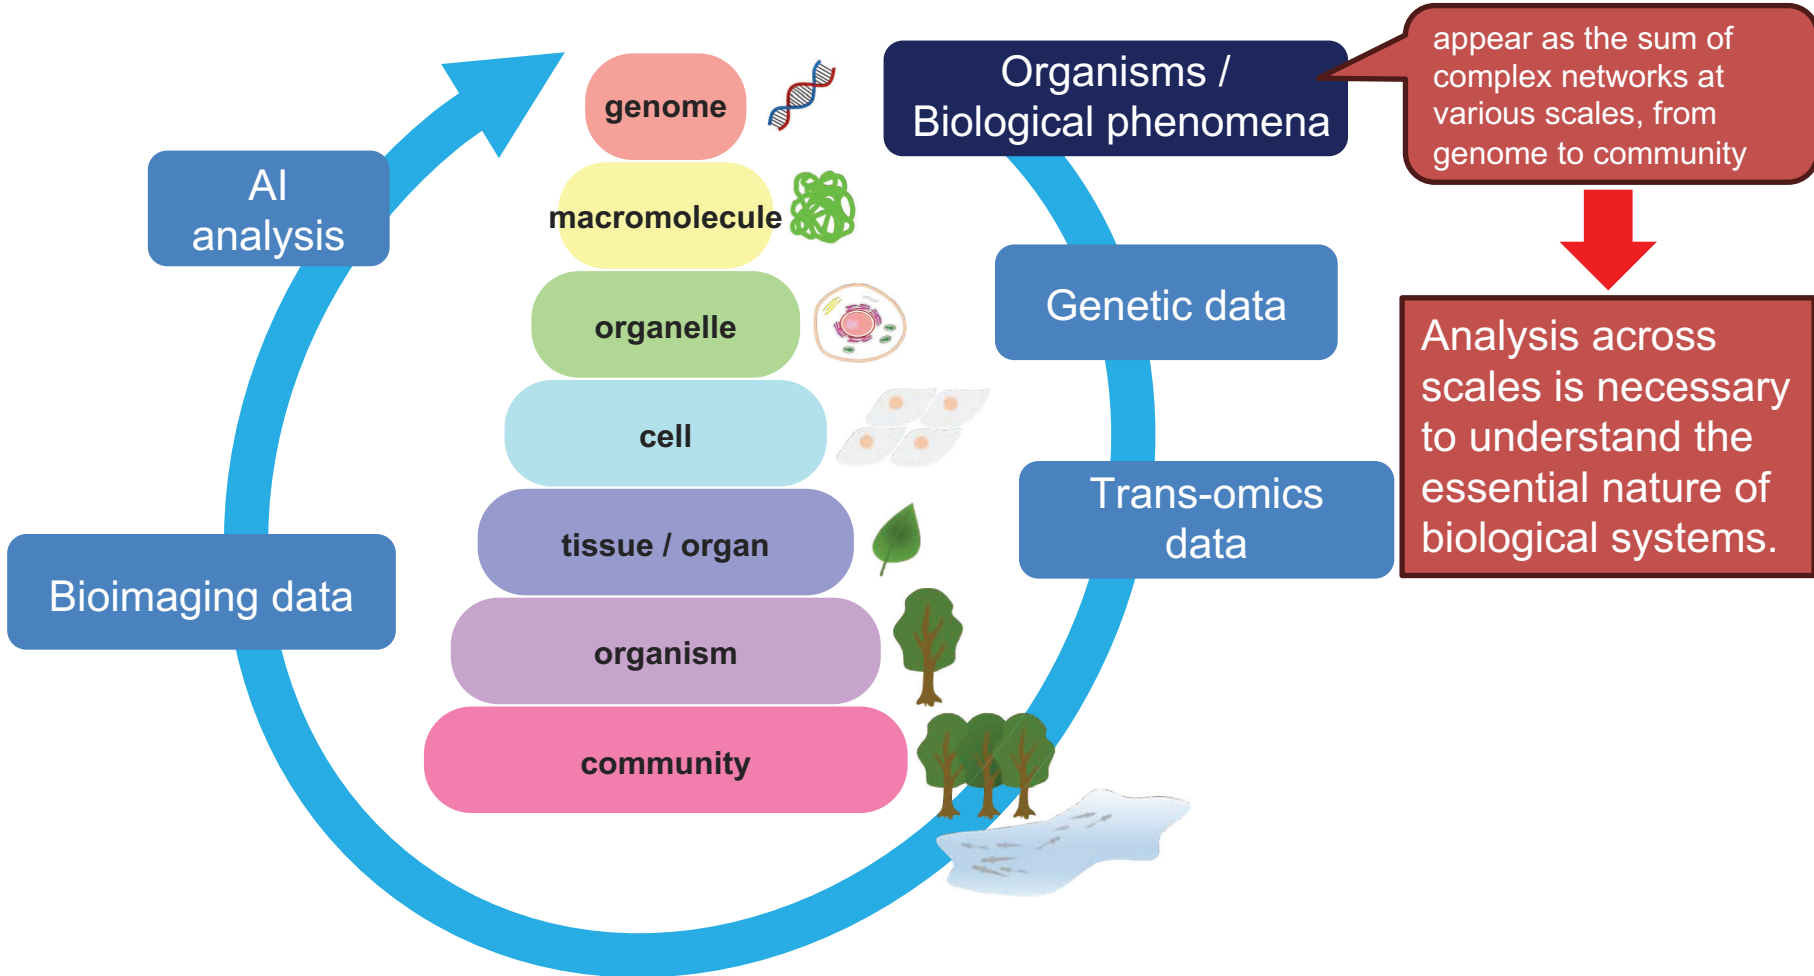 genome
macromolecule
organelle
cell
tissue / organ
organism
community
Organisms /
Biological phenomena
Genetic data
Trans-omics
data
Bioimaging data
AI
analysis
appear as the sum of
complex networks at
various scales, from
genome to community
Analysis across
scales is necessary
to understand the
essential nature of
biological systems.